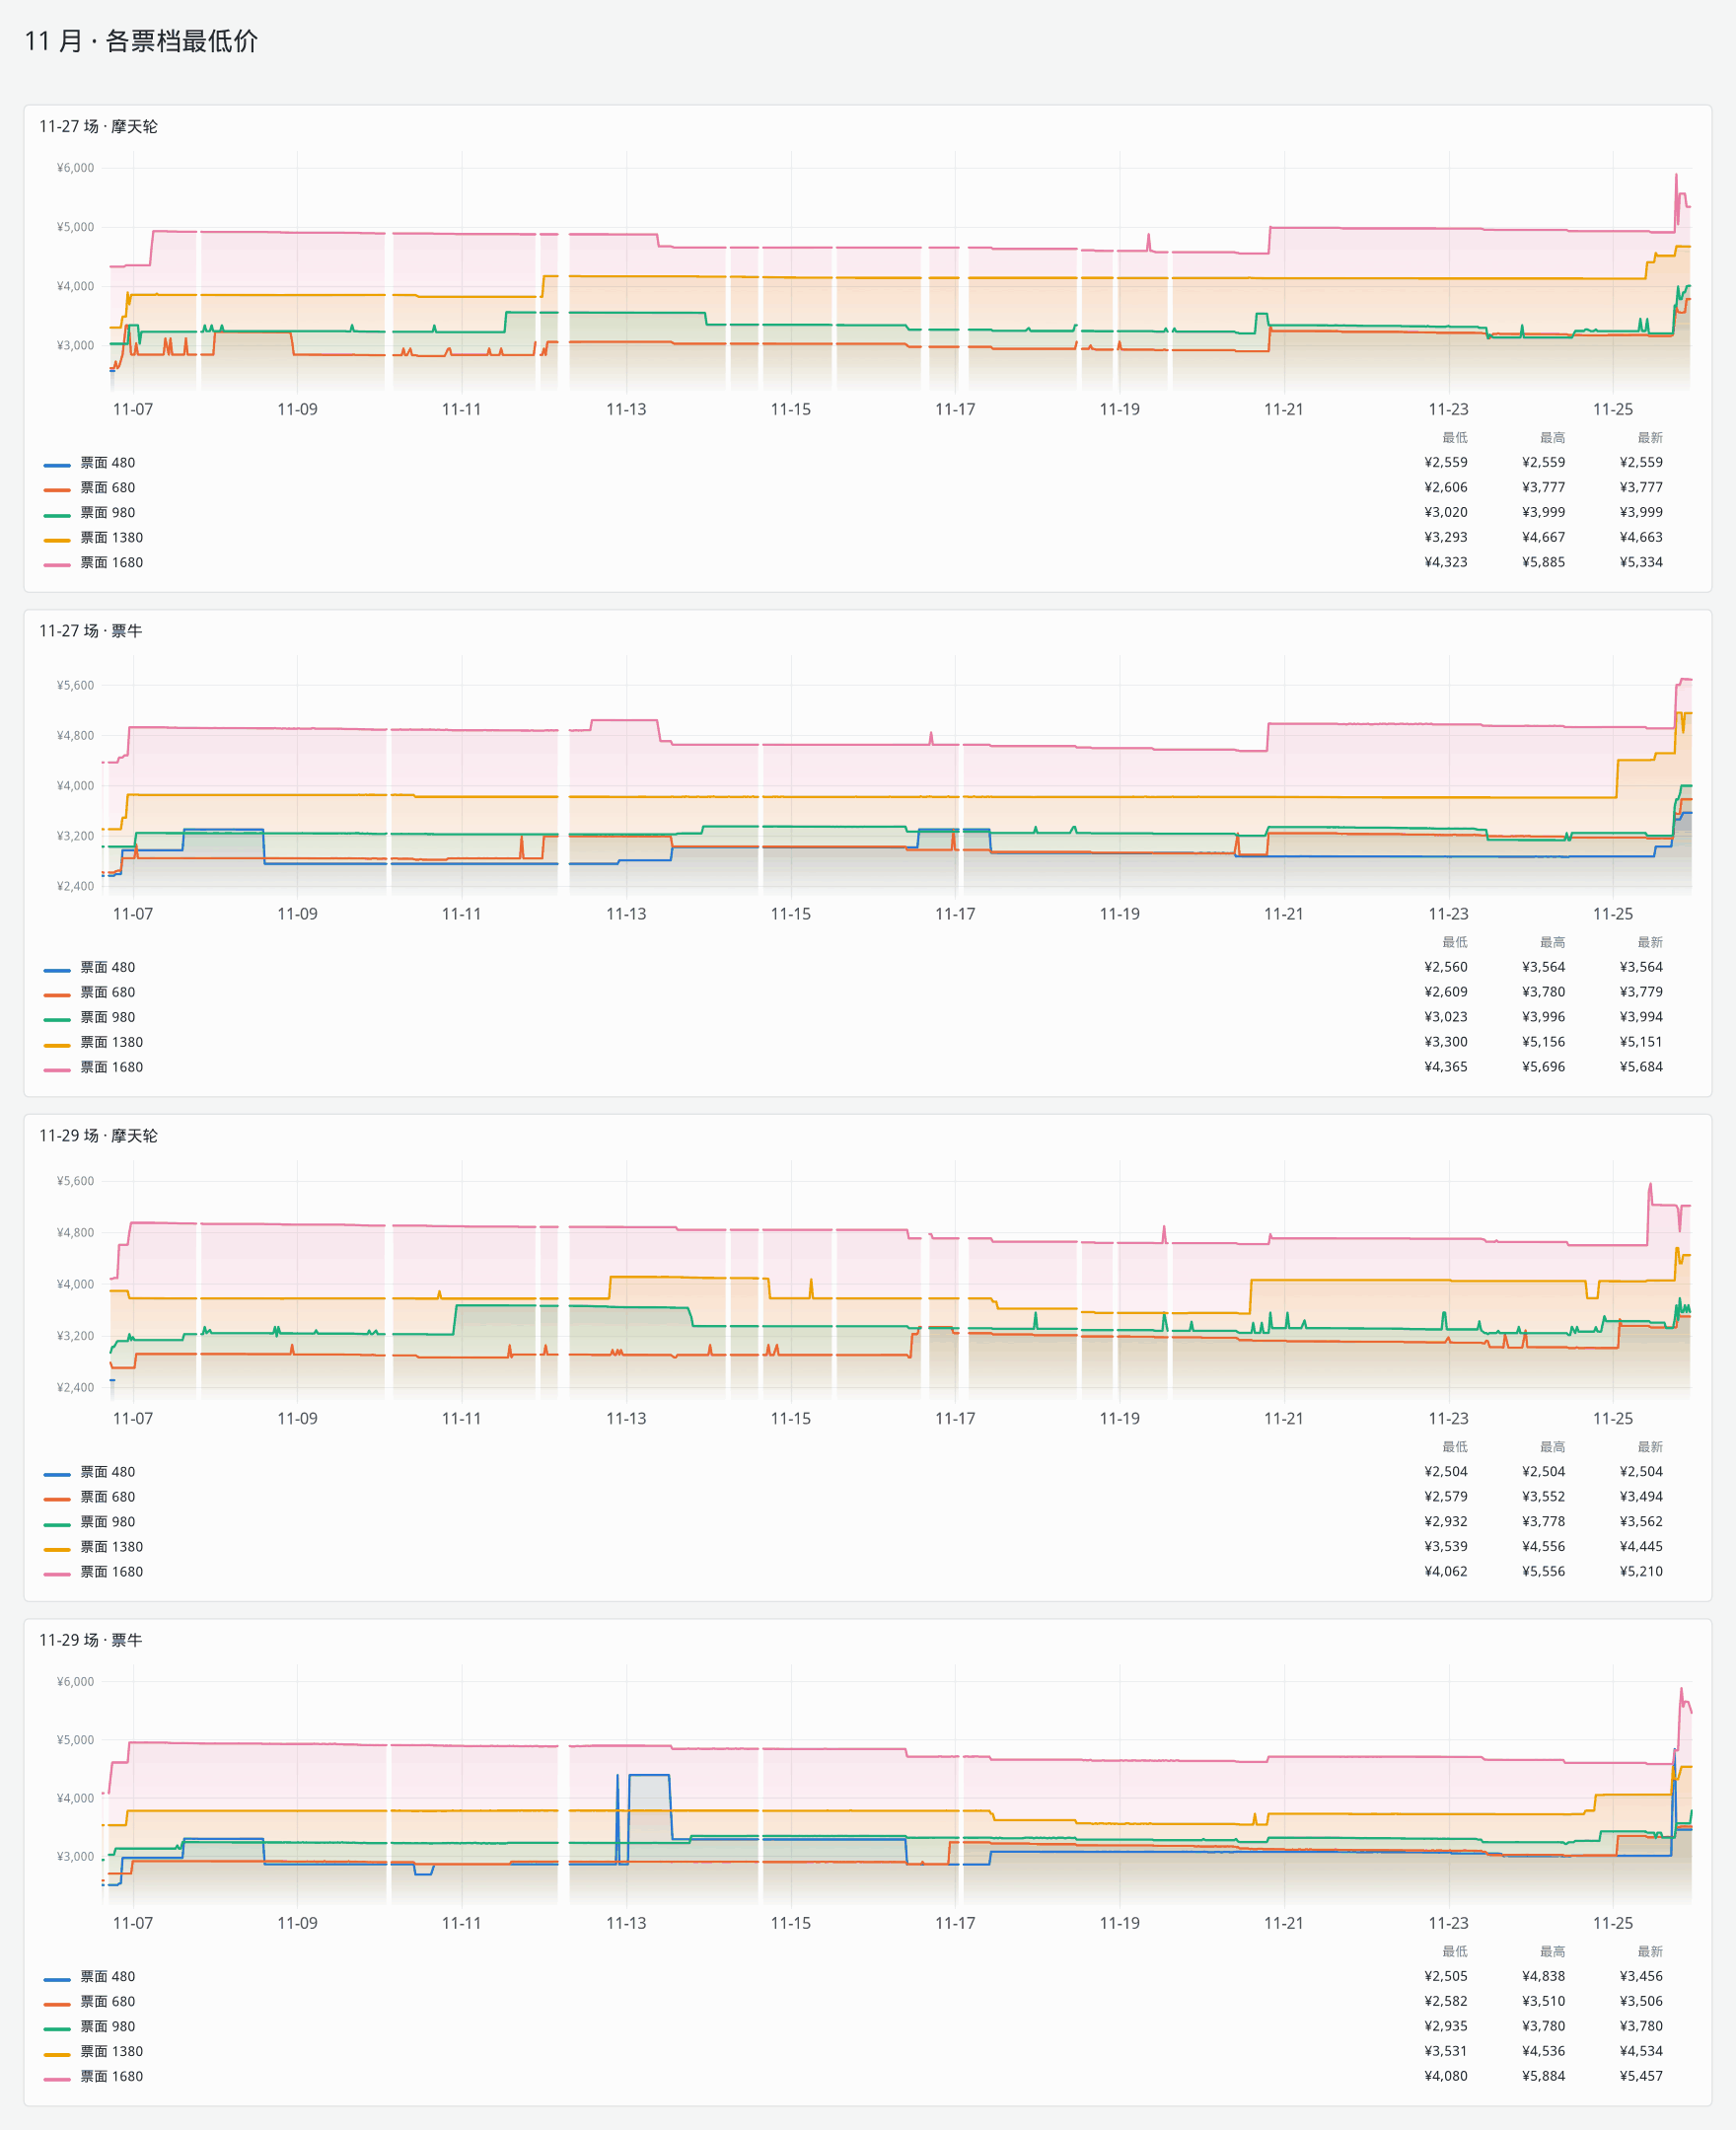 11 月 · 各票档最低价
11-27 场 · 摩天轮
¥6,000
¥5,000
¥4,000
¥3,000
11-07 11-09 11-11 11-13 11-15 11-17 11-19 11-21 11-23 11-25
最低 最高 最新
票面 480 ¥2,559 ¥2,559 ¥2,559
票面 680 ¥2,606 ¥3,777 ¥3,777
票面 980 ¥3,020 ¥3,999 ¥3,999
票面 1380 ¥3,293 ¥4,667 ¥4,663
票面 1680 ¥4,323 ¥5,885 ¥5,334
11-27 场 · 票牛
¥5,600
¥4,800
¥4,000
¥3,200
¥2,400
11-07 11-09 11-11 11-13 11-15 11-17 11-19 11-21 11-23 11-25
最低 最高 最新
票面 480 ¥2,560 ¥3,564 ¥3,564
票面 680 ¥2,609 ¥3,780 ¥3,779
票面 980 ¥3,023 ¥3,996 ¥3,994
票面 1380 ¥3,300 ¥5,156 ¥5,151
票面 1680 ¥4,365 ¥5,696 ¥5,684
11-29 场 · 摩天轮
¥5,600
¥4,800
¥4,000
¥3,200
¥2,400
11-07 11-09 11-11 11-13 11-15 11-17 11-19 11-21 11-23 11-25
最低 最高 最新
票面 480 ¥2,504 ¥2,504 ¥2,504
票面 680 ¥2,579 ¥3,552 ¥3,494
票面 980 ¥2,932 ¥3,778 ¥3,562
票面 1380 ¥3,539 ¥4,556 ¥4,445
票面 1680 ¥4,062 ¥5,556 ¥5,210
11-29 场 · 票牛
¥6,000
¥5,000
¥4,000
¥3,000
11-07 11-09 11-11 11-13 11-15 11-17 11-19 11-21 11-23 11-25
最低 最高 最新
票面 480 ¥2,505 ¥4,838 ¥3,456
票面 680 ¥2,582 ¥3,510 ¥3,506
票面 980 ¥2,935 ¥3,780 ¥3,780
票面 1380 ¥3,531 ¥4,536 ¥4,534
票面 1680 ¥4,080 ¥5,884 ¥5,457